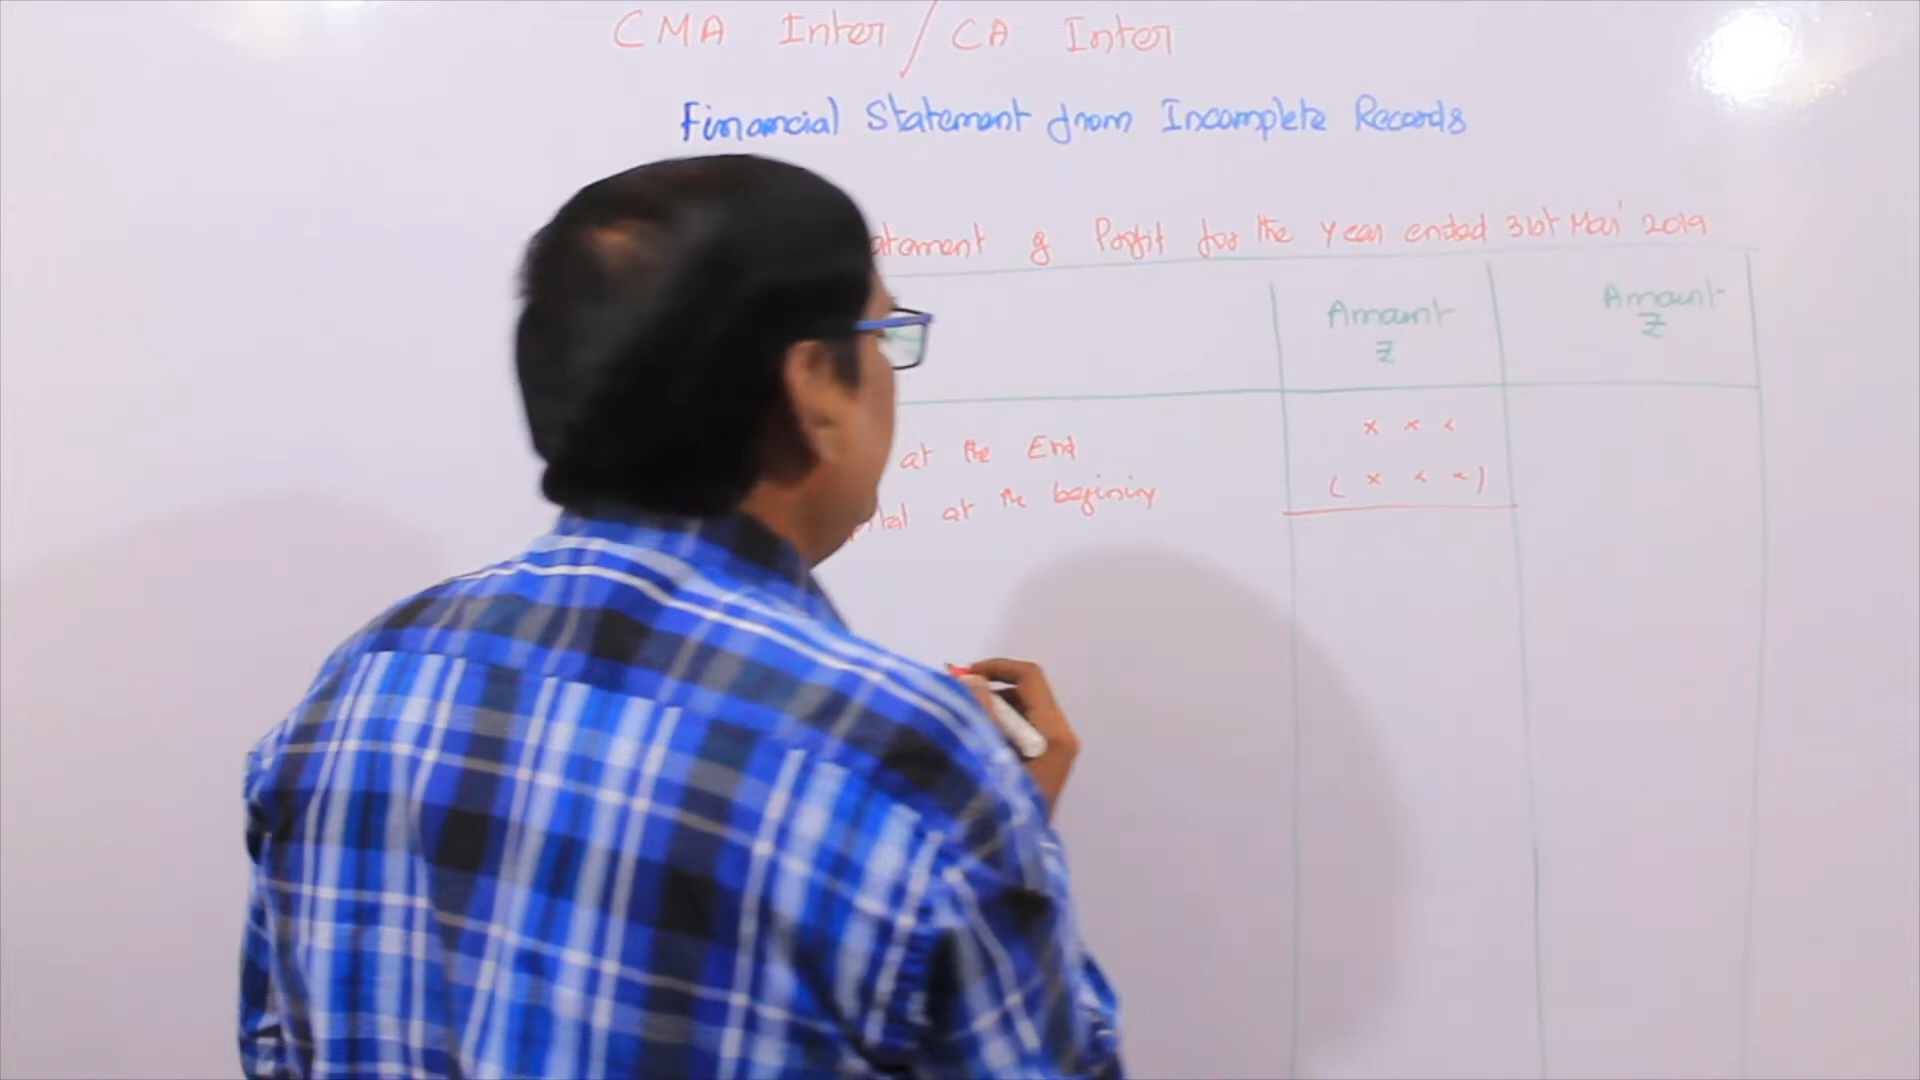 CMA Inter / CA Inter
Financial Statement from Incomplete Records
atement of Profit for the Year ended 31st Mar' 2019
Amount Amount
₹ ₹
at the End x x x
at the begining (x x x)